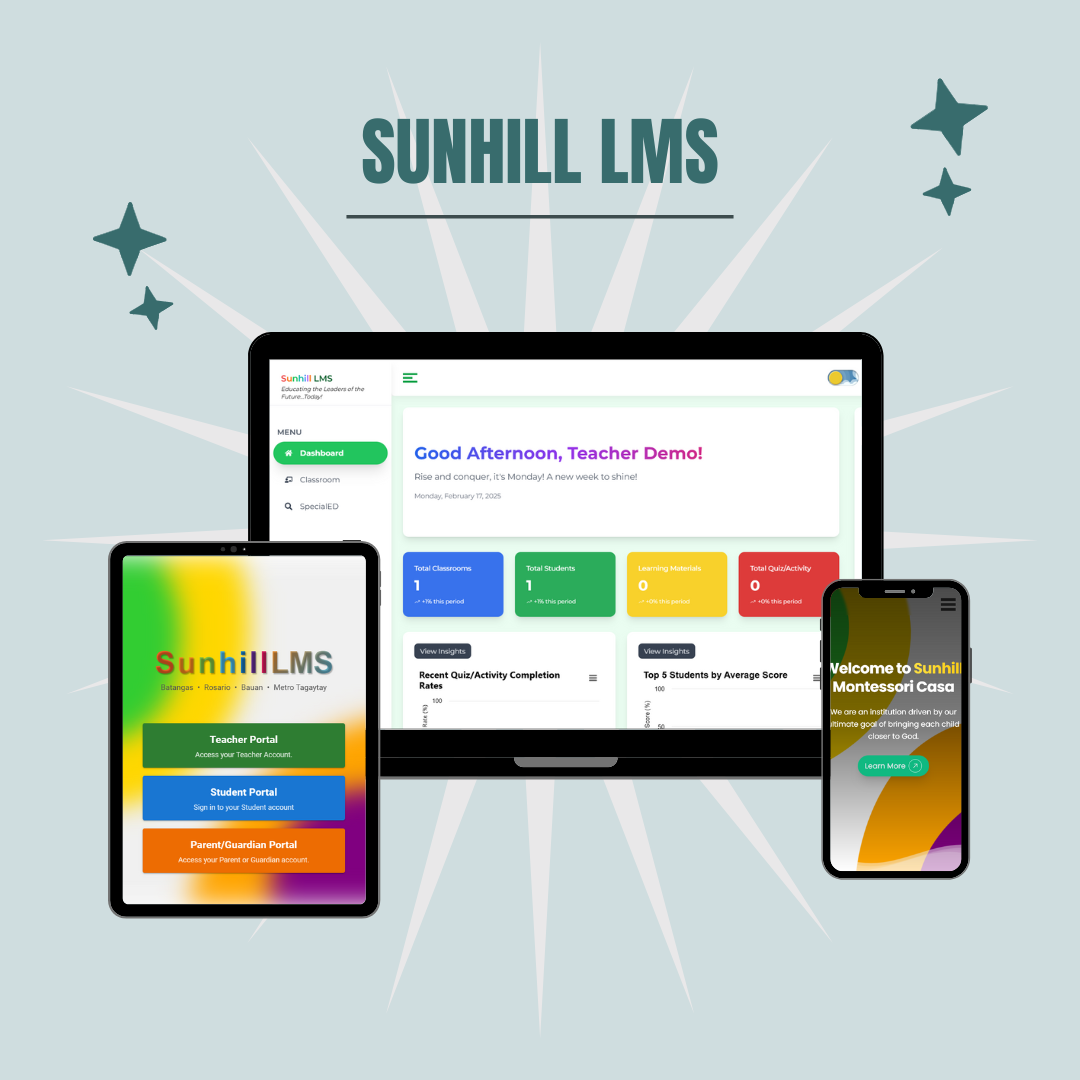 SUNHILL LMS
Sunhill LMS
Educating the Leaders of the
Future...Today!
MENU
Dashboard
Classroom
SpecialED
Good Afternoon, Teacher Demo!
Rise and conquer, it's Monday! A new week to shine!
Monday, February 17, 2025
Total Classrooms
1
+1% this period
Total Students
1
+1% this period
Learning Materials
0
+0% this period
Total Quiz/Activity
0
+0% this period
View Insights
Recent Quiz/Activity Completion
Rates
100
Rate (%)
View Insights
Top 5 Students by Average Score
100
Score (%)
50
SunhillLMS
Batangas • Rosario • Bauan • Metro Tagaytay
Teacher Portal
Access your Teacher Account.
Student Portal
Sign in to your Student account
Parent/Guardian Portal
Access your Parent or Guardian account.
Welcome to Sunhill
Montessori Casa
We are an institution driven by our
ultimate goal of bringing each child
closer to God.
Learn More